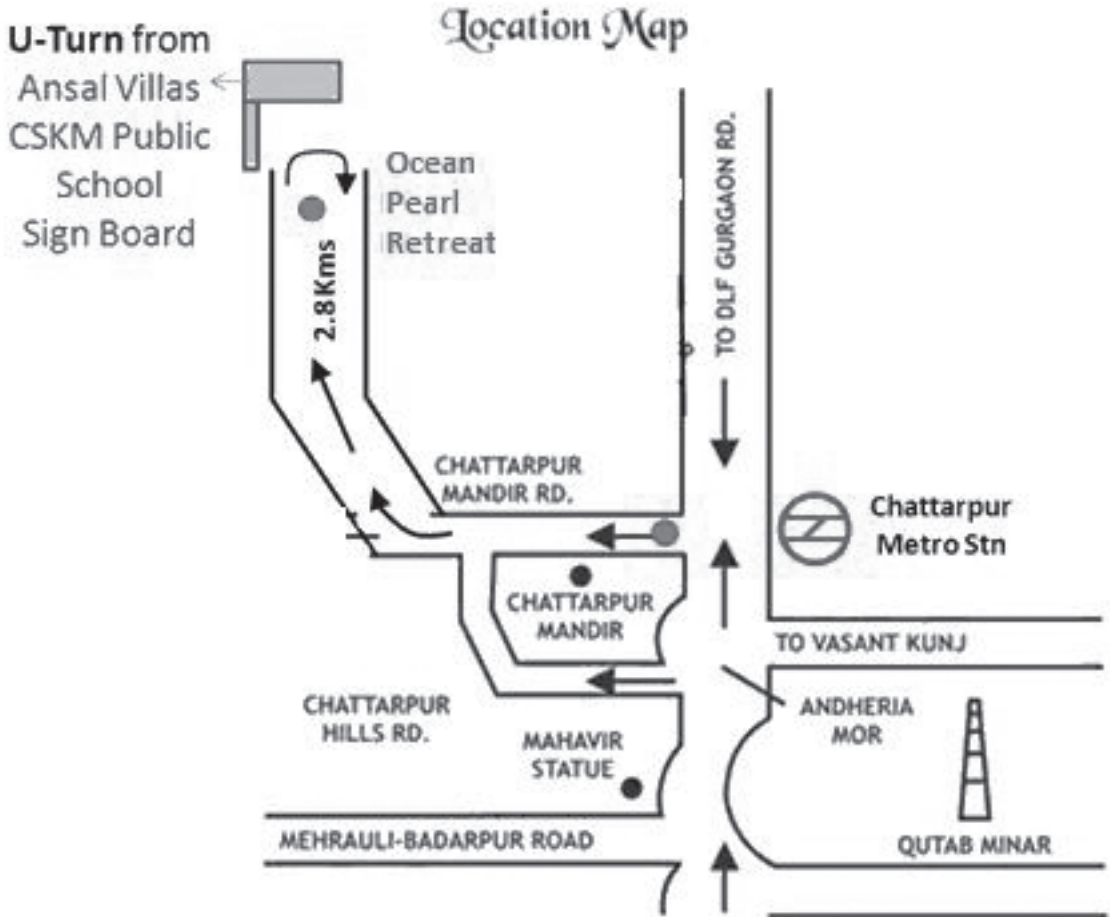 Location Map
U-Turn from
Ansal Villas
CSKM Public
School
Sign Board
Ocean
Pearl
Retreat
2.8Kms
TO DLF GURGAON RD.
CHATTARPUR
MANDIR RD.
Chattarpur
Metro Stn
CHATTARPUR
MANDIR
TO VASANT KUNJ
CHATTARPUR
HILLS RD.
ANDHERIA
MOR
MAHAVIR
STATUE
MEHRAULI-BADARPUR ROAD
QUTAB MINAR